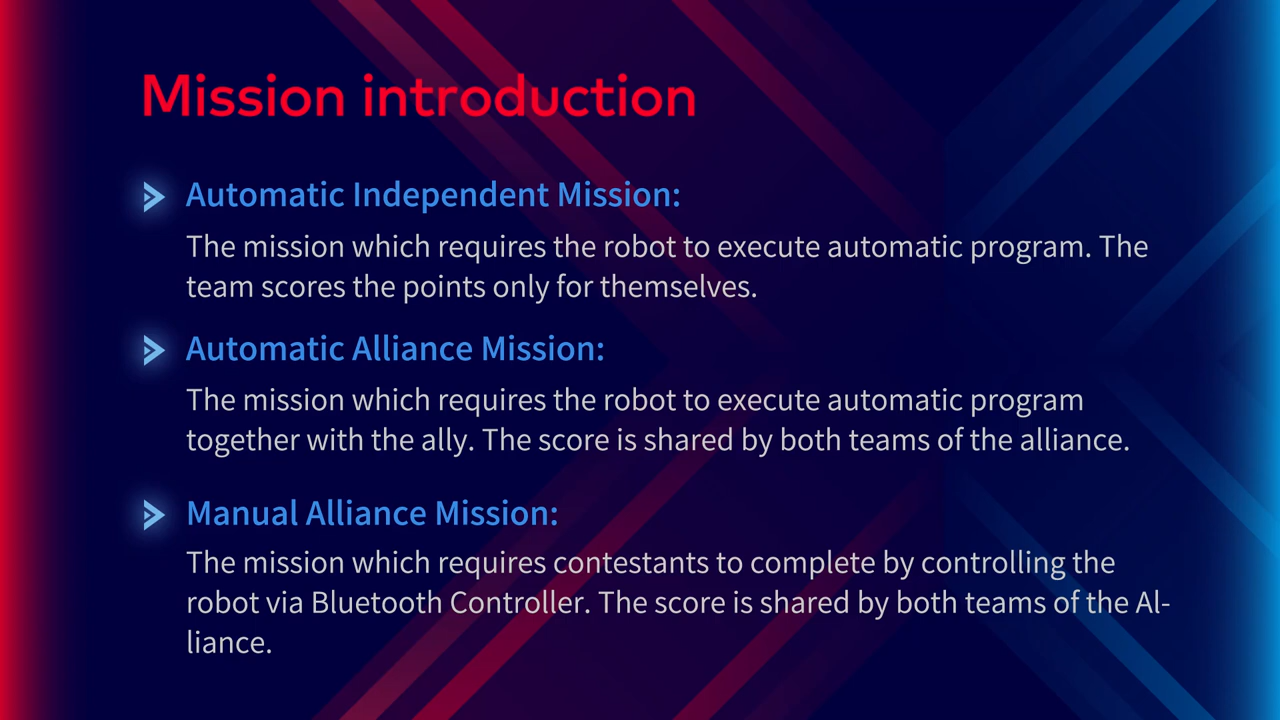 Mission introduction
Automatic Independent Mission:
The mission which requires the robot to execute automatic program. The
team scores the points only for themselves.
Automatic Alliance Mission:
The mission which requires the robot to execute automatic program
together with the ally. The score is shared by both teams of the alliance.
Manual Alliance Mission:
The mission which requires contestants to complete by controlling the
robot via Bluetooth Controller. The score is shared by both teams of the Al-
liance.